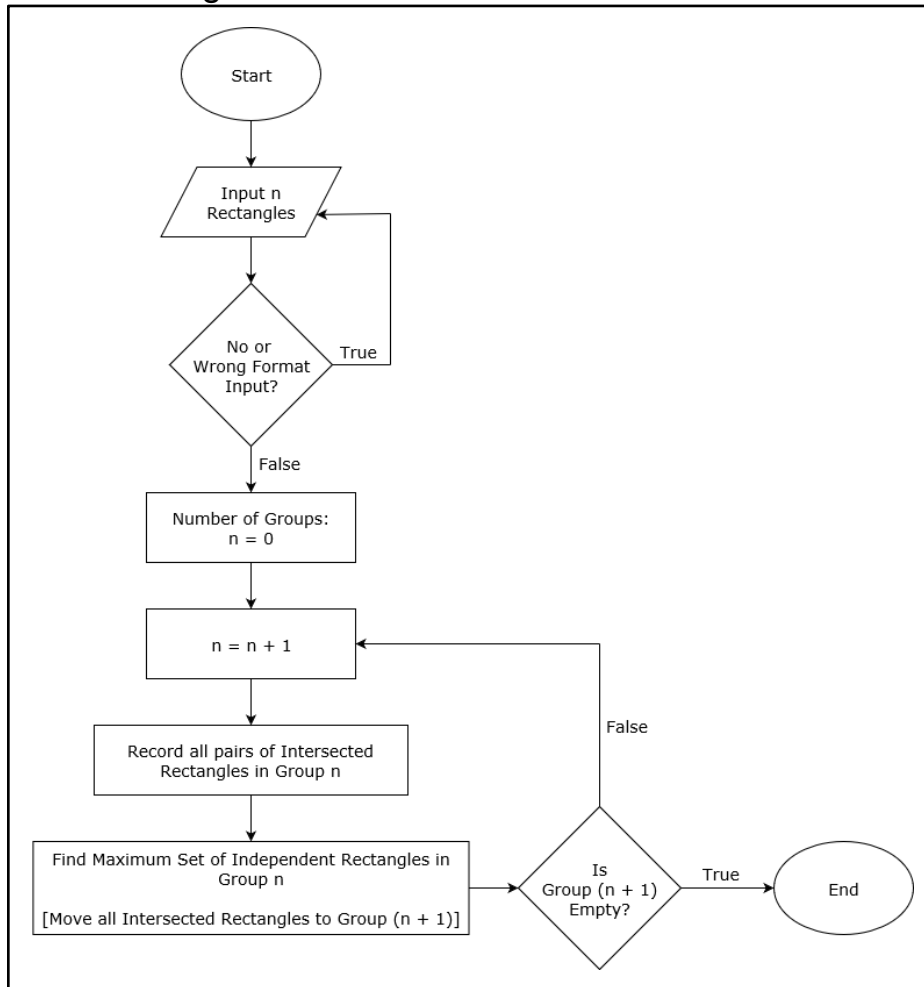 Start
Input n
Rectangles
No or
Wrong Format
Input?
True
False
Number of Groups:
n = 0
n = n + 1
Record all pairs of Intersected
Rectangles in Group n
Find Maximum Set of Independent Rectangles in
Group n
[Move all Intersected Rectangles to Group (n + 1)]
Is
Group (n + 1)
Empty?
False
True
End